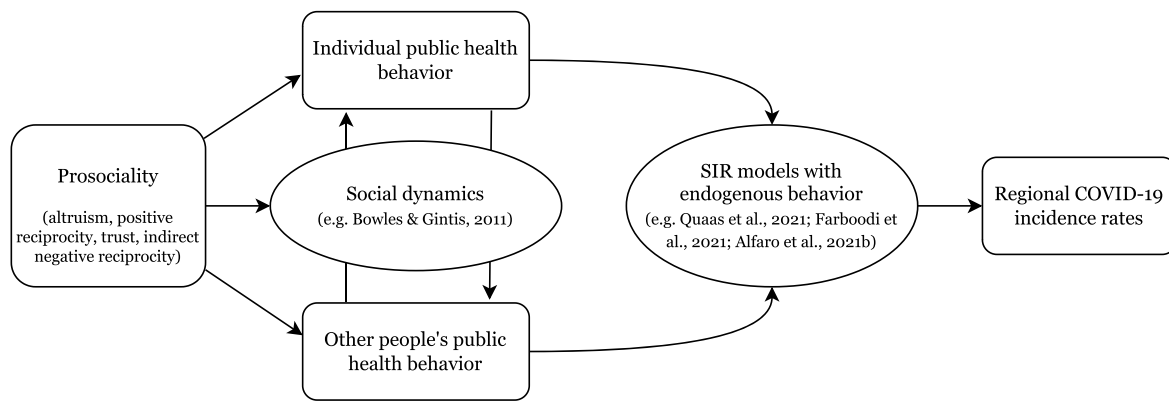 Individual public health
behavior
Prosociality
(altruism, positive
reciprocity, trust, indirect
negative reciprocity)
Social dynamics
(e.g. Bowles & Gintis, 2011)
Other people's public
health behavior
SIR models with
endogenous behavior
(e.g. Quaas et al., 2021; Farboodi et
al., 2021; Alfaro et al., 2021b)
Regional COVID-19
incidence rates